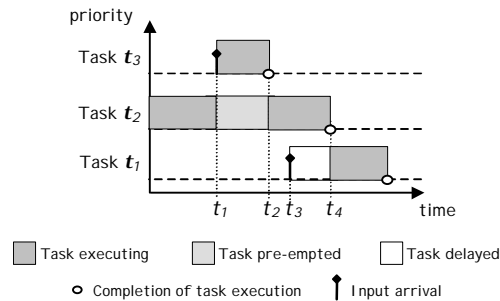 priority
Task t3
Task t2
Task t1
t1 t2 t3 t4 time
Task executing Task pre-empted Task delayed
Completion of task execution Input arrival